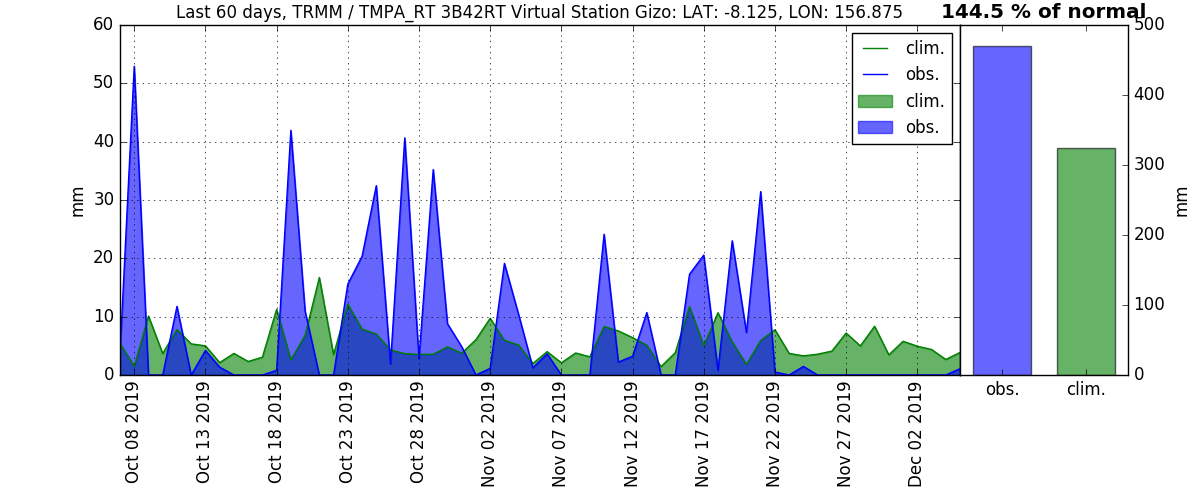 Last 60 days, TRMM / TMPA_RT 3B42RT Virtual Station Gizo: LAT: -8.125, LON: 156.875
144.5 % of normal
60
50
40
30
20
10
0
mm
clim.
obs.
clim.
obs.
Oct 08 2019
Oct 13 2019
Oct 18 2019
Oct 23 2019
Oct 28 2019
Nov 02 2019
Nov 07 2019
Nov 12 2019
Nov 17 2019
Nov 22 2019
Nov 27 2019
Dec 02 2019
500
400
300
200
100
0
mm
obs.
clim.